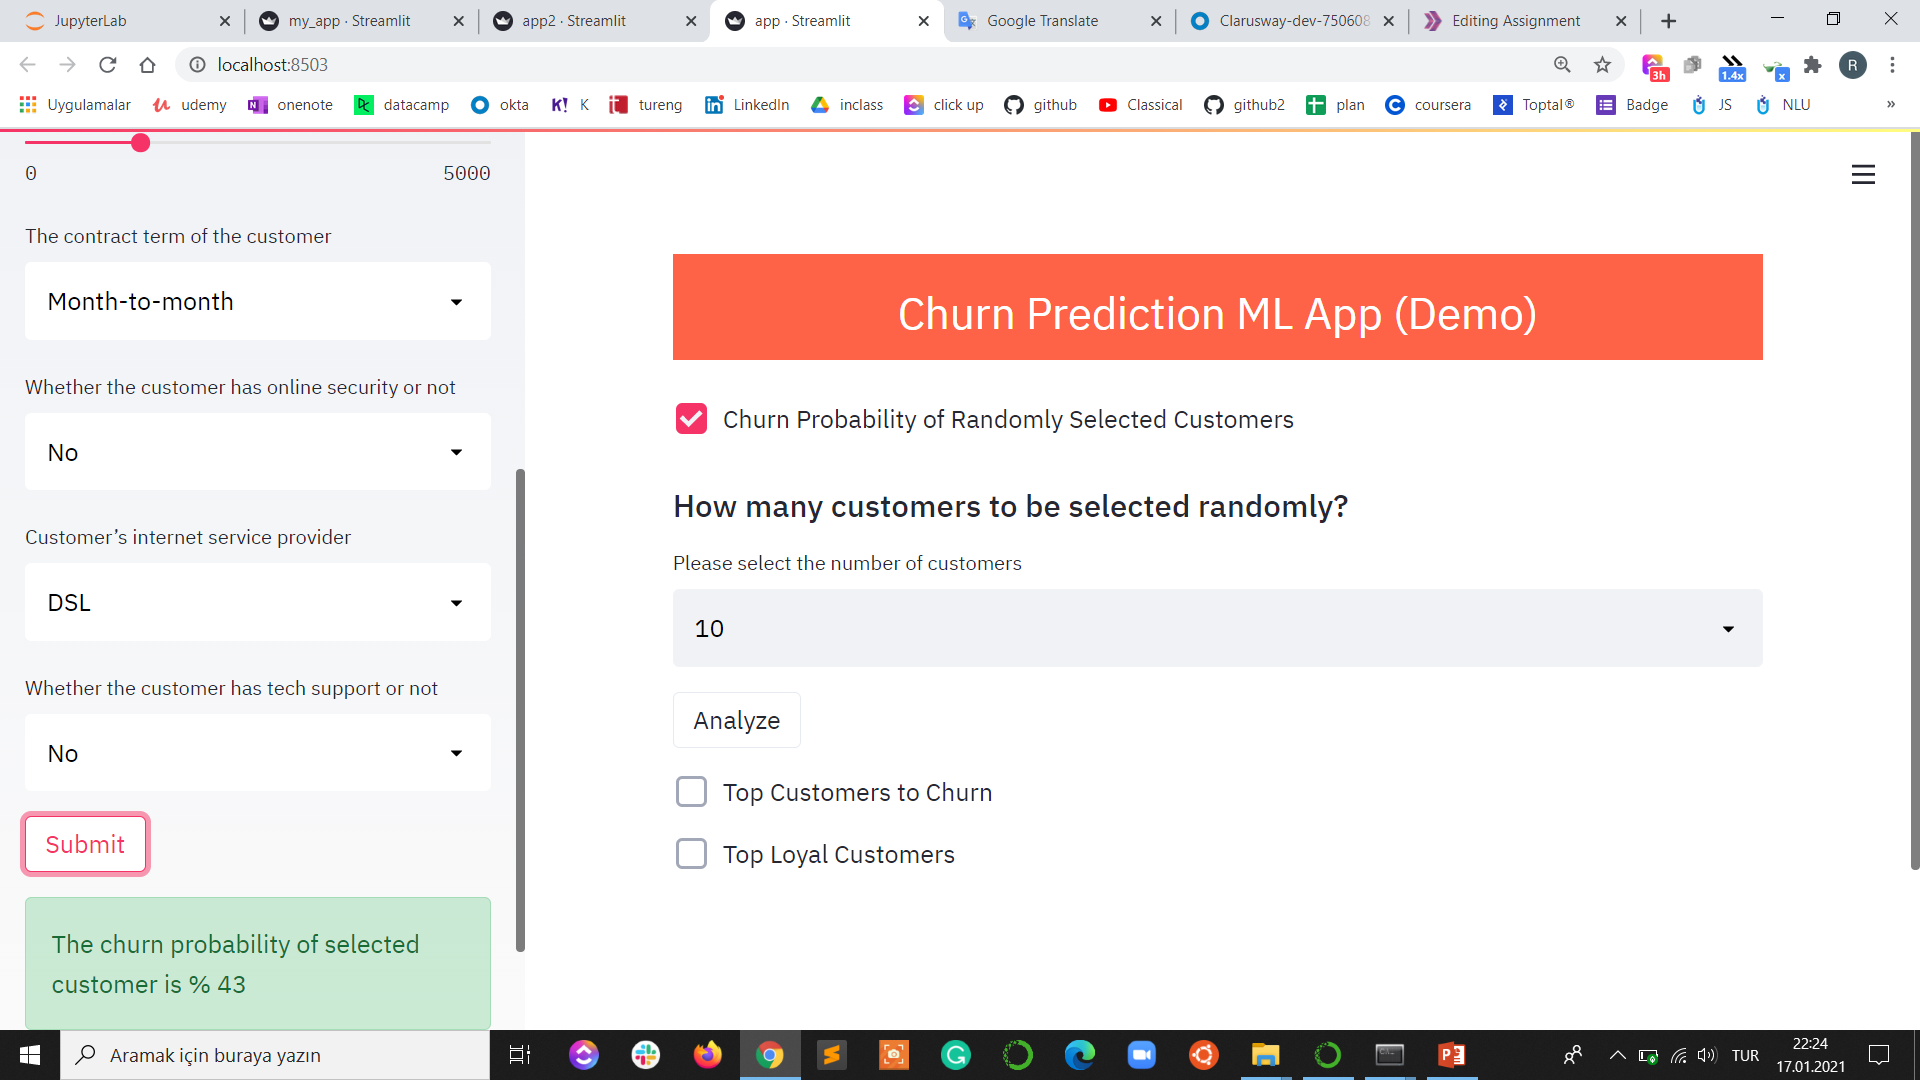 JupyterLab
my_app · Streamlit
app2 · Streamlit
app · Streamlit
Google Translate
Clarusway-dev-750608
Editing Assignment
localhost:8503
3h
1.4x
x
R
Uygulamalar
udemy
onenote
datacamp
okta
K
tureng
LinkedIn
inclass
click up
github
Classical
github2
plan
coursera
Toptal®
Badge
JS
NLU
»
0 5000
The contract term of the customer
Month-to-month
Whether the customer has online security or not
No
Customer’s internet service provider
DSL
Whether the customer has tech support or not
No
Submit
The churn probability of selected
customer is % 43
Churn Prediction ML App (Demo)
Churn Probability of Randomly Selected Customers
How many customers to be selected randomly?
Please select the number of customers
10
Analyze
Top Customers to Churn
Top Loyal Customers
Aramak için buraya yazın
TUR
22:24
17.01.2021